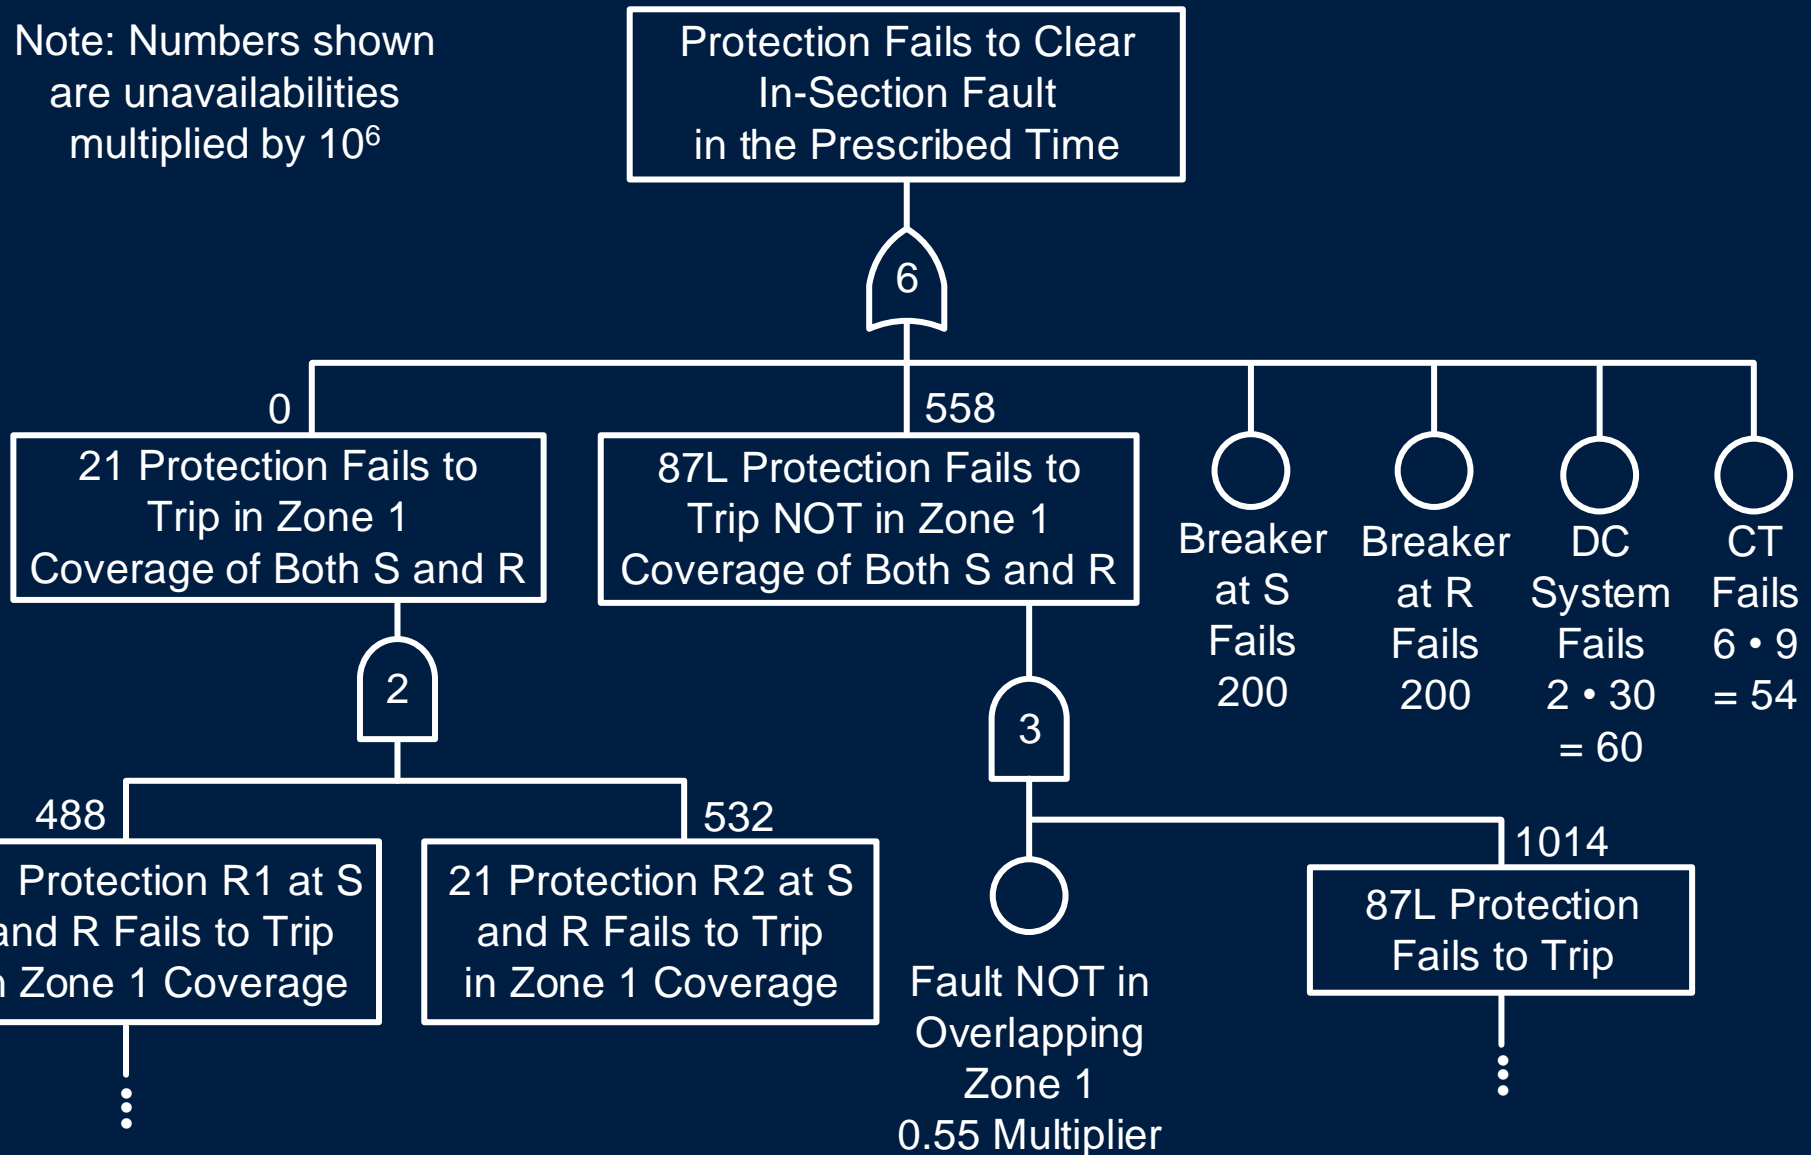 Note: Numbers shown
are unavailabilities
multiplied by 10⁶
Protection Fails to Clear
In-Section Fault
in the Prescribed Time
6
0
558
21 Protection Fails to
Trip in Zone 1
Coverage of Both S and R
87L Protection Fails to
Trip NOT in Zone 1
Coverage of Both S and R
Breaker
at S
Fails
200
Breaker
at R
Fails
200
DC
System
Fails
2 • 30
= 60
CT
Fails
6 • 9
= 54
2
3
488
532
1014
Protection R1 at S
and R Fails to Trip
n Zone 1 Coverage
21 Protection R2 at S
and R Fails to Trip
in Zone 1 Coverage
Fault NOT in
Overlapping
Zone 1
0.55 Multiplier
87L Protection
Fails to Trip